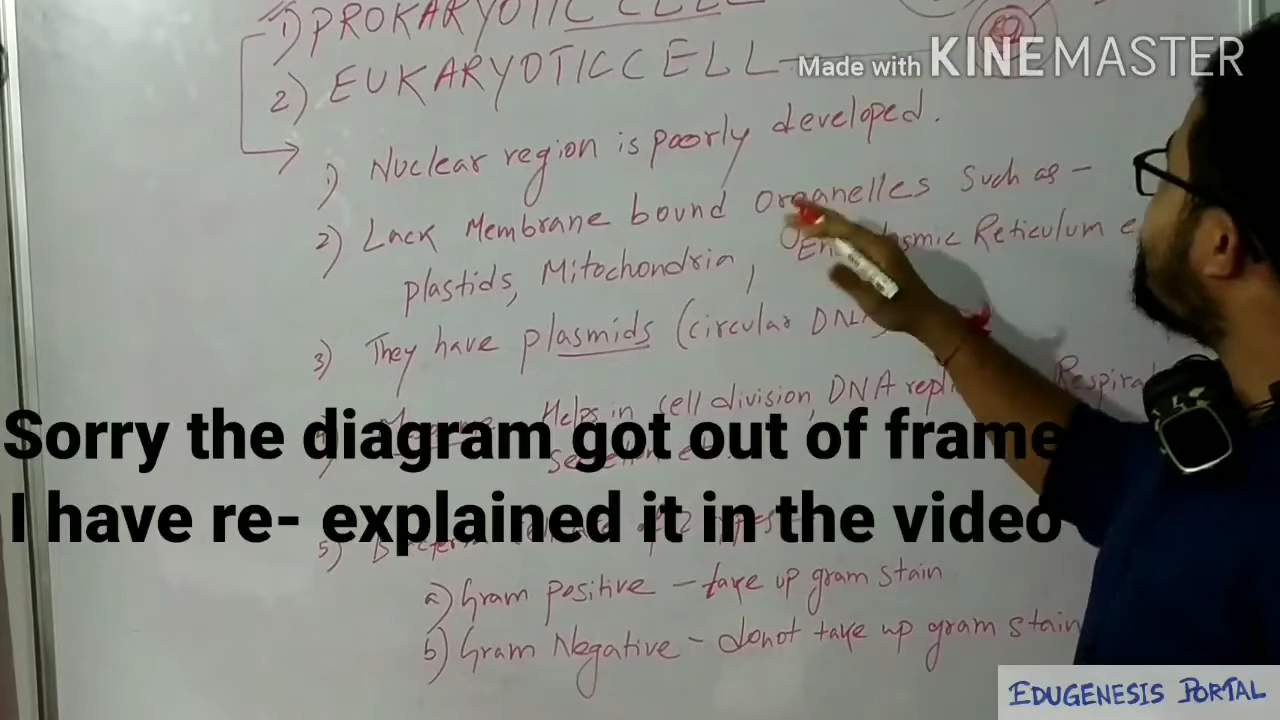 1) PROKARYOTIC CELL
2) EUKARYOTIC CELL
Made with KINEMASTER
1) Nuclear region is poorly developed.
2) Lack Membrane bound Organelles such as -
plastids, Mitochondria, Reticulum
3) They have plasmids (circular DNA)
Helps in cell division, DNA
Sorry the diagram got out of frame
I have re- explained it in the video
5)
a) Gram positive - take up gram stain
b) Gram Negative - donot take up gram stain
EDUGENESIS PORTAL